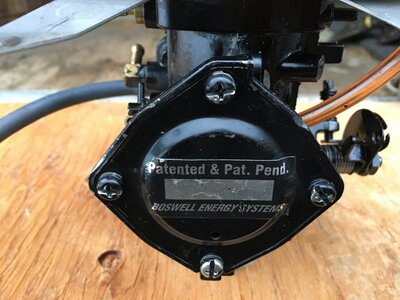 Patented & Pat. Pend.
BOSWELL ENERGY SYSTEMS